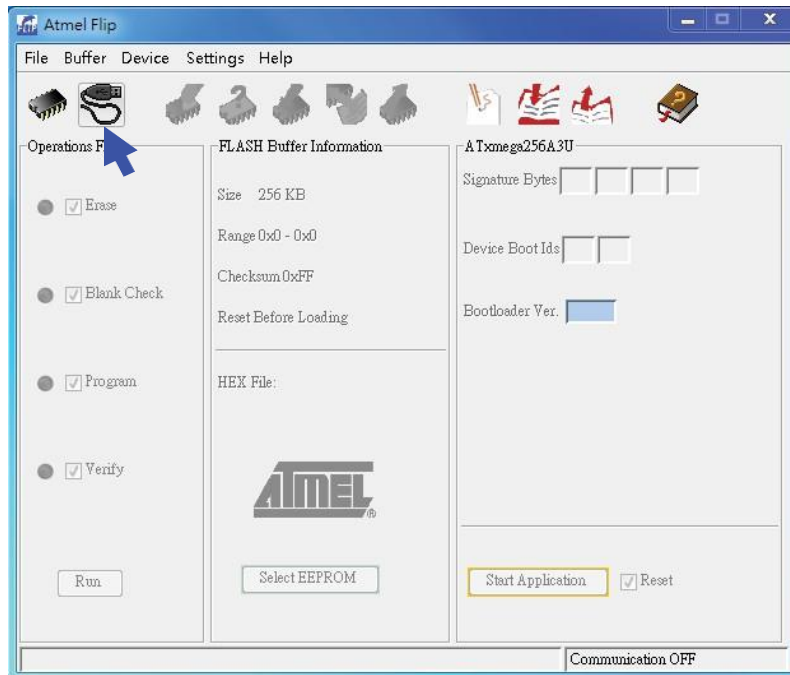 Atmel Flip
File Buffer Device Settings Help
Operations F
Erase
Blank Check
Program
Verify
Run
FLASH Buffer Information
Size 256 KB
Range 0x0 - 0x0
Checksum 0xFF
Reset Before Loading
HEX File:
ATMEL
®
Select EEPROM
ATxmega256A3U
Signature Bytes
Device Boot Ids
Bootloader Ver.
Start Application
Reset
Communication OFF